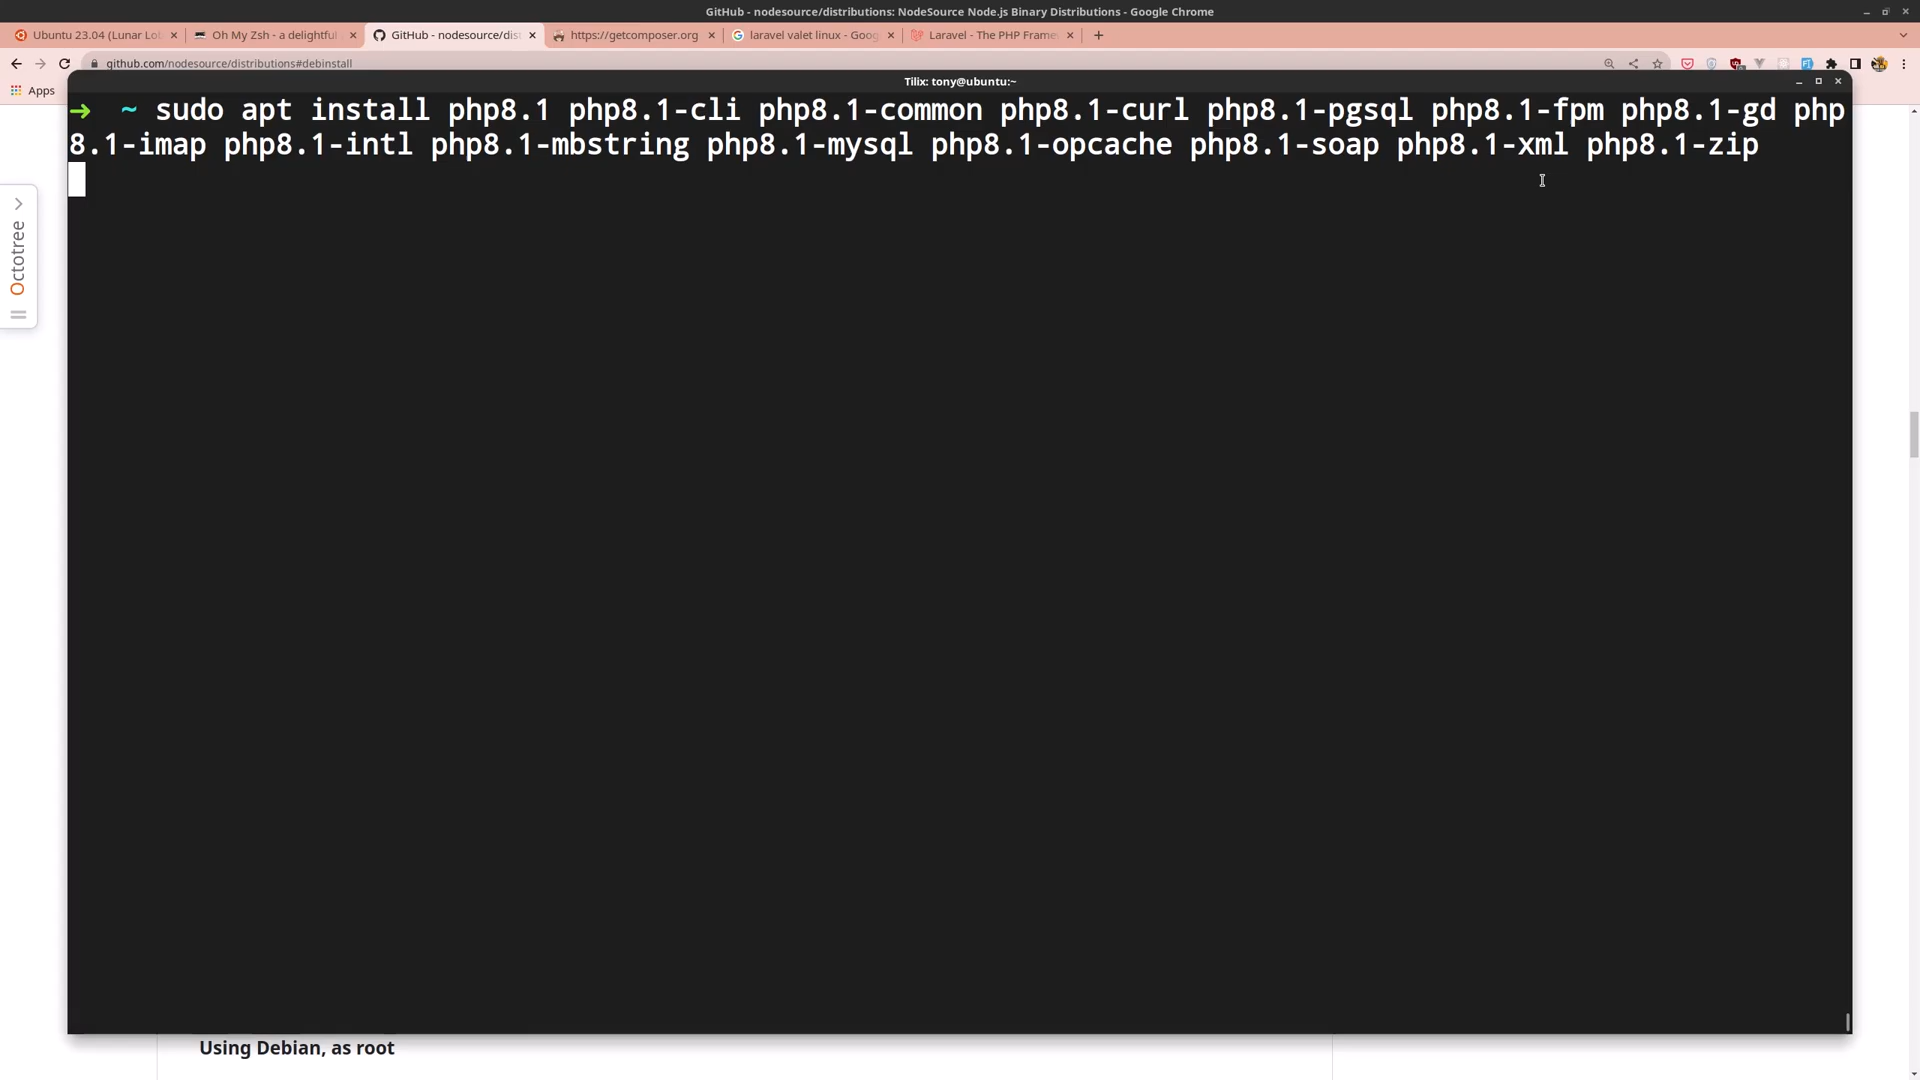 GitHub - nodesource/distributions: NodeSource Node.js Binary Distributions - Google Chrome
Ubuntu 23.04 (Lunar Lob
Oh My Zsh - a delightful
GitHub - nodesource/dist
https://getcomposer.org
laravel valet linux - Goog
Laravel - The PHP Frame
github.com/nodesource/distributions#debinstall
Apps
Tilix: tony@ubuntu:~
➜ ~ sudo apt install php8.1 php8.1-cli php8.1-common php8.1-curl php8.1-pgsql php8.1-fpm php8.1-gd php
8.1-imap php8.1-intl php8.1-mbstring php8.1-mysql php8.1-opcache php8.1-soap php8.1-xml php8.1-zip
Octotree
Using Debian, as root